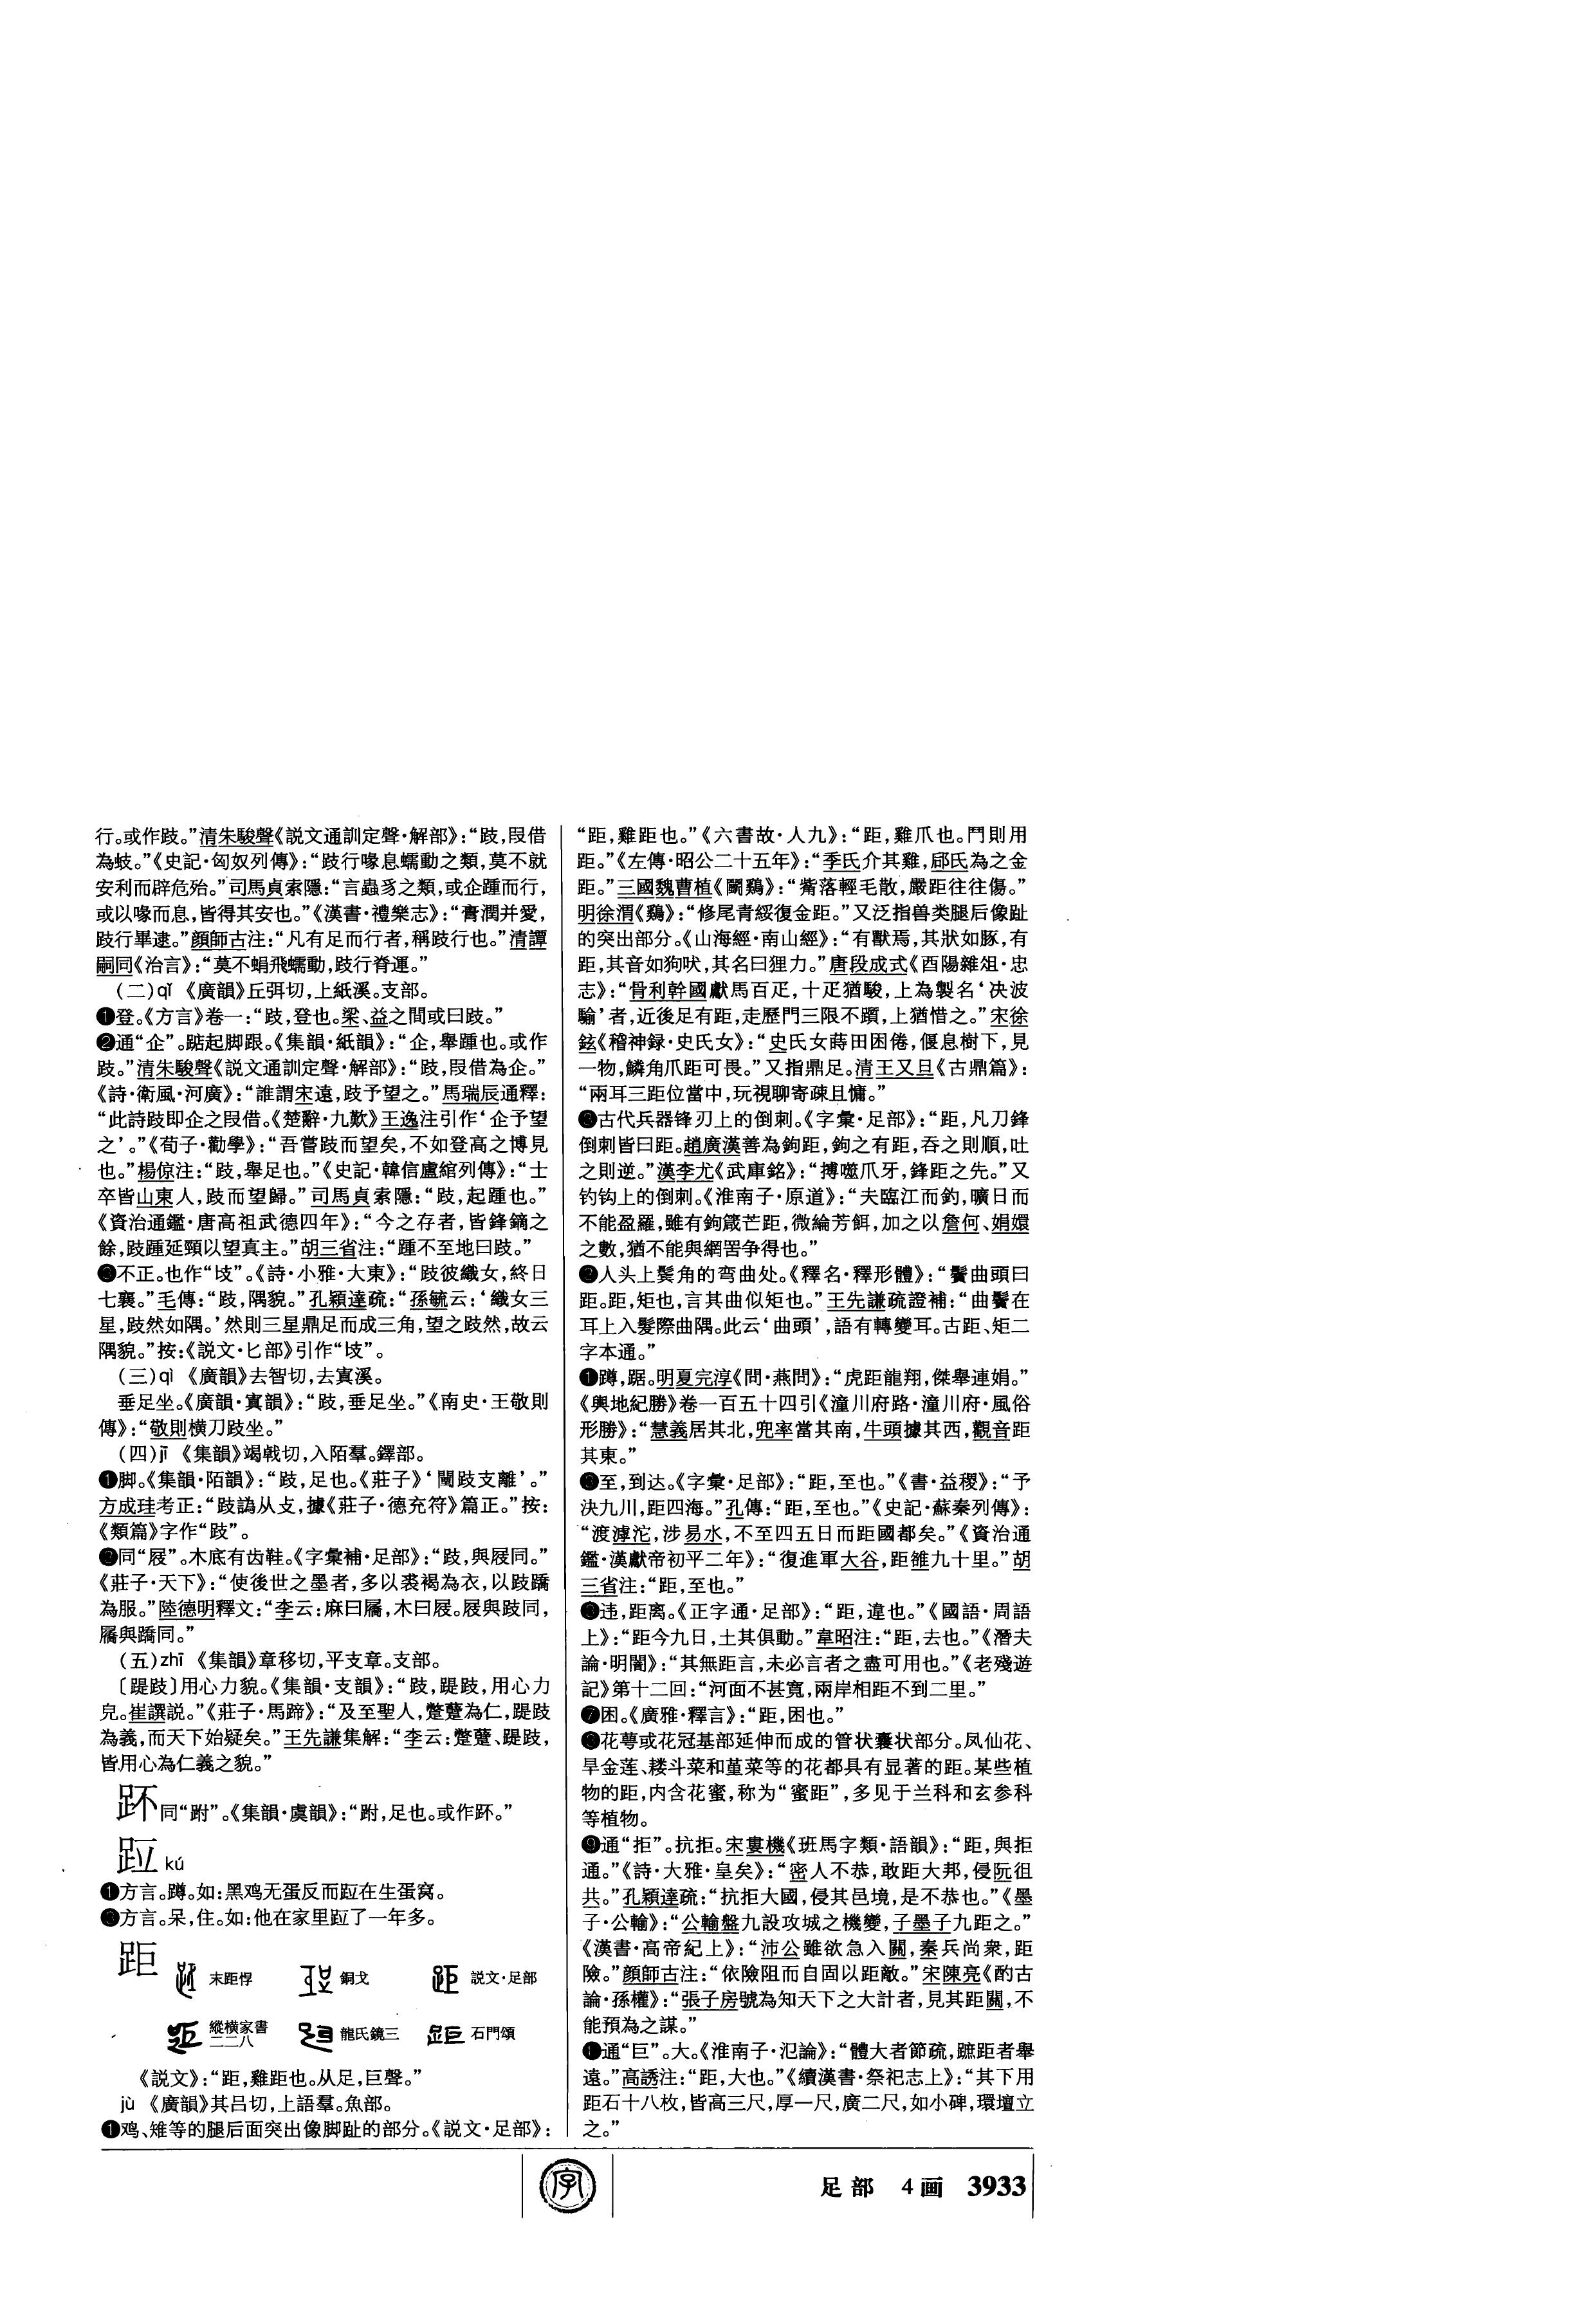 行。或作跂。”清朱駿聲《説文通訓定聲·解部》：“跂，叚借
為蚑。”《史記·匈奴列傳》：“跂行喙息蠕動之類，莫不就
安利而辟危殆。”司馬貞索隱：“言蟲豸之類，或企踵而行，
或以喙而息，皆得其安也。”《漢書·禮樂志》：“膏潤并愛，
跂行畢逮。”顔師古注：“凡有足而行者，稱跂行也。”清譚
嗣同《治言》：“莫不蜎飛蠕動，跂行脊運。”
（二）qǐ 《廣韻》丘弭切，上紙溪。支部。
❶登。《方言》卷一：“跂，登也。梁、益之間或曰跂。”
❷通“企”。踮起脚跟。《集韻·紙韻》：“企，舉踵也。或作
跂。”清朱駿聲《説文通訓定聲·解部》：“跂，叚借為企。”
《詩·衛風·河廣》：“誰謂宋遠，跂予望之。”馬瑞辰通釋：
“此詩跂即企之叚借。《楚辭·九歎》王逸注引作‘企予望
之’。”《荀子·勸學》：“吾嘗跂而望矣，不如登高之博見
也。”楊倞注：“跂，舉足也。”《史記·韓信盧綰列傳》：“士
卒皆山東人，跂而望歸。”司馬貞索隱：“跂，起踵也。”
《資治通鑑·唐高祖武德四年》：“今之存者，皆鋒鏑之
餘，跂踵延頸以望真主。”胡三省注：“踵不至地曰跂。”
❸不正。也作“𠀗”。《詩·小雅·大東》：“跂彼織女，終日
七襄。”毛傳：“跂，隅貌。”孔穎達疏：“孫毓云：‘織女三
星，跂然如隅。’然則三星鼎足而成三角，望之跂然，故云
隅貌。”按：《説文·匕部》引作“𠀗”。
（三）qì 《廣韻》去智切，去寘溪。
垂足坐。《廣韻·寘韻》：“跂，垂足坐。”《南史·王敬則
傳》：“敬則横刀跂坐。”
（四）jī 《集韻》竭戟切，入陌羣。鐸部。
❶脚。《集韻·陌韻》：“跂，足也。《莊子》‘闉跂支離’。”
方成珪考正：“跂譌从攴，據《莊子·德充符》篇正。”按：
《類篇》字作“跂”。
❷同“屐”。木底有齿鞋。《字彙補·足部》：“跂，與屐同。”
《莊子·天下》：“使後世之墨者，多以裘褐為衣，以跂蹻
為服。”陸德明釋文：“李云：麻曰屩，木曰屐。屐與跂同，
屩與蹻同。”
（五）zhī 《集韻》章移切，平支章。支部。
〔踶跂〕用心力貌。《集韻·支韻》：“跂，踶跂，用心力
皃。崔譔説。”《莊子·馬蹄》：“及至聖人，蹩躠為仁，踶跂
為義，而天下始疑矣。”王先謙集解：“李云：蹩躠、踶跂，
皆用心為仁義之貌。”
𧿳同“跗”。《集韻·虞韻》：“跗，足也。或作𧿳。”
kú
❶方言。蹲。如：黑鸡无蛋反而在生蛋窝。
方言。呆，住。如：他在家里了一年多。
距 末距悍 銅戈 説文·足部
縱横家書二二八 龍氏鏡三 石門頌
《説文》：“距，雞距也。从足，巨聲。”
jù 《廣韻》其吕切，上語羣。魚部。
❶鸡、雉等的腿后面突出像脚趾的部分。《説文·足部》：
“距，雞距也。”《六書故·人九》：“距，雞爪也。鬥則用
距。”《左傳·昭公二十五年》：“季氏介其雞，郈氏為之金
距。”三國魏曹植《鬬鷄》：“觜落輕毛散，嚴距往往傷。”
明徐渭《鷄》：“修尾青綏復金距。”又泛指兽类腿后像趾
的突出部分。《山海經·南山經》：“有獸焉，其狀如豚，有
距，其音如狗吠，其名曰狸力。”唐段成式《酉陽雜俎·忠
志》：“骨利幹國獻馬百疋，十疋猶駿，上為製名‘决波
騟’者，近後足有距，走歷門三限不躓，上猶惜之。”宋徐
鉉《稽神録·史氏女》：“史氏女蒔田困倦，偃息樹下，見
一物，鱗角爪距可畏。”又指鼎足。清王又旦《古鼎篇》：
“兩耳三距位當中，玩視聊寄疎且慵。”
❷古代兵器锋刃上的倒刺。《字彙·足部》：“距，凡刀鋒
倒刺皆曰距。趙廣漢善為鉤距，鉤之有距，吞之則順，吐
之則逆。”漢李尤《武庫銘》：“搏噬爪牙，鋒距之先。”又
钓钩上的倒刺。《淮南子·原道》：“夫臨江而釣，曠日而
不能盈羅，雖有鉤箴芒距，微綸芳餌，加之以詹何、娟嬛
之數，猶不能與網罟争得也。”
人头上鬓角的弯曲处。《釋名·釋形體》：“鬢曲頭曰
距。距，矩也，言其曲似矩也。”王先謙疏證補：“曲鬢在
耳上入髮際曲隅。此云‘曲頭’，語有轉變耳。古距、矩二
字本通。”
蹲，踞。明夏完淳《問·燕問》：“虎距龍翔，傑舉連娟。”
《輿地紀勝》卷一百五十四引《潼川府路·潼川府·風俗
形勝》：“慧義居其北，兜率當其南，牛頭據其西，觀音距
其東。”
至，到达。《字彙·足部》：“距，至也。”《書·益稷》：“予
决九川，距四海。”孔傳：“距，至也。”《史記·蘇秦列傳》：
“渡滹沱，涉易水，不至四五日而距國都矣。”《資治通
鑑·漢獻帝初平二年》：“復進軍大谷，距雒九十里。”胡
三省注：“距，至也。”
违，距离。《正字通·足部》：“距，違也。”《國語·周語
上》：“距今九日，土其俱動。”韋昭注：“距，去也。”《潛夫
論·明闇》：“其無距言，未必言者之盡可用也。”《老殘遊
記》第十二回：“河面不甚寬，兩岸相距不到二里。”
❼困。《廣雅·釋言》：“距，困也。”
花萼或花冠基部延伸而成的管状囊状部分。凤仙花、
旱金莲、耧斗菜和堇菜等的花都具有显著的距。某些植
物的距，内含花蜜，称为“蜜距”，多见于兰科和玄参科
等植物。
❾通“拒”。抗拒。宋婁機《班馬字類·語韻》：“距，與拒
通。”《詩·大雅·皇矣》：“密人不恭，敢距大邦，侵阮徂
共。”孔穎達疏：“抗拒大國，侵其邑境，是不恭也。”《墨
子·公輸》：“公輸盤九設攻城之機變，子墨子九距之。”
《漢書·高帝紀上》：“沛公雖欲急入關，秦兵尚衆，距
險。”顔師古注：“依險阻而自固以距敵。”宋陳亮《酌古
論·孫權》：“張子房號為知天下之大計者，見其距關，不
能預為之謀。”
通“巨”。大。《淮南子·氾論》：“體大者節疏，蹠距者舉
遠。”高誘注：“距，大也。”《續漢書·祭祀志上》：“其下用
距石十八枚，皆高三尺，厚一尺，廣二尺，如小碑，環壇立
之。”
字
足部 4画 3933